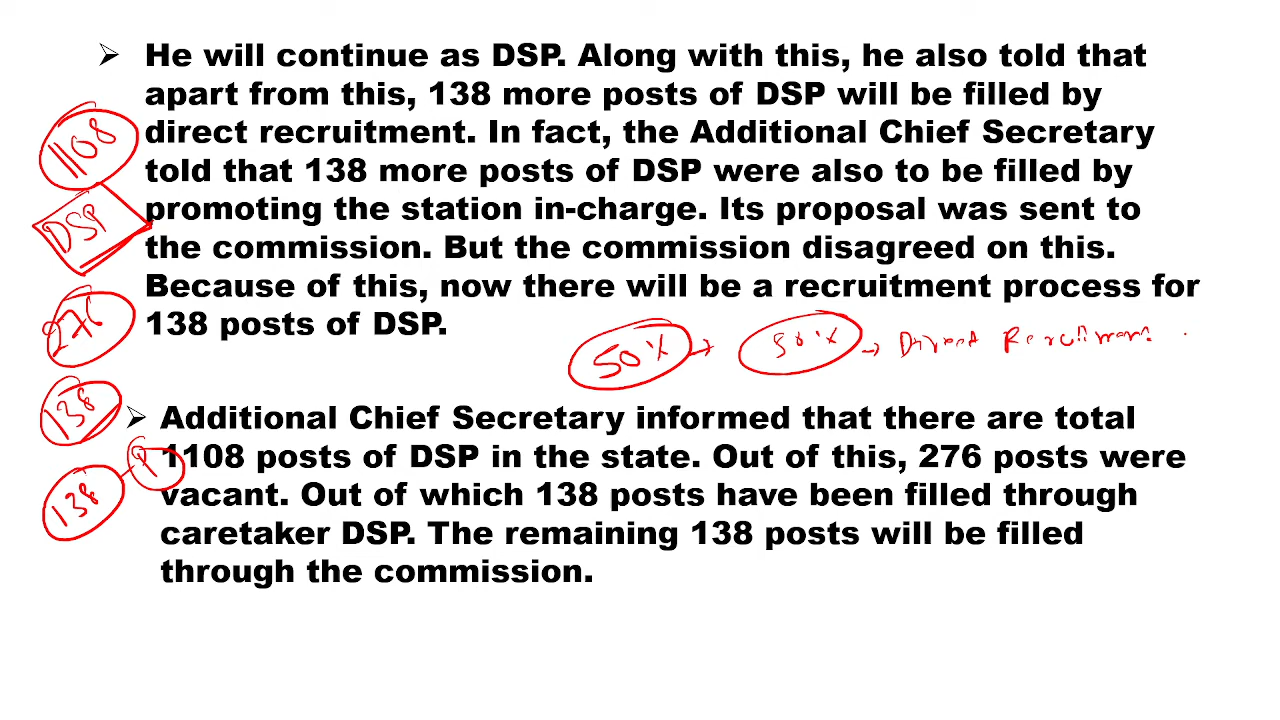 ➢ He will continue as DSP. Along with this, he also told that
apart from this, 138 more posts of DSP will be filled by
direct recruitment. In fact, the Additional Chief Secretary
told that 138 more posts of DSP were also to be filled by
promoting the station in-charge. Its proposal was sent to
the commission. But the commission disagreed on this.
Because of this, now there will be a recruitment process for
138 posts of DSP.
1108
DSP
276
138
138
50% → 50% → Direct Recruitment
➢ Additional Chief Secretary informed that there are total
1108 posts of DSP in the state. Out of this, 276 posts were
vacant. Out of which 138 posts have been filled through
caretaker DSP. The remaining 138 posts will be filled
through the commission.